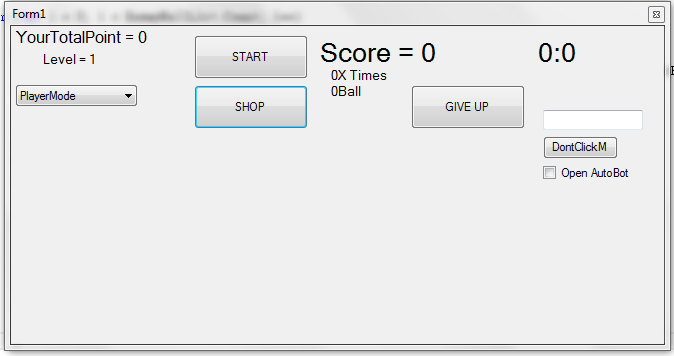 Form1
YourTotalPoint = 0
Level = 1
PlayerMode
START
SHOP
Score = 0
0X Times
0Ball
GIVE UP
0:0
DontClickM
Open AutoBot